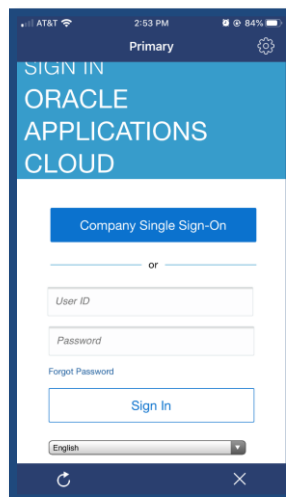 AT&T 2:53 PM 84%
Primary
SIGN IN
ORACLE
APPLICATIONS
CLOUD
Company Single Sign-On
or
User ID
Password
Forgot Password
Sign In
English